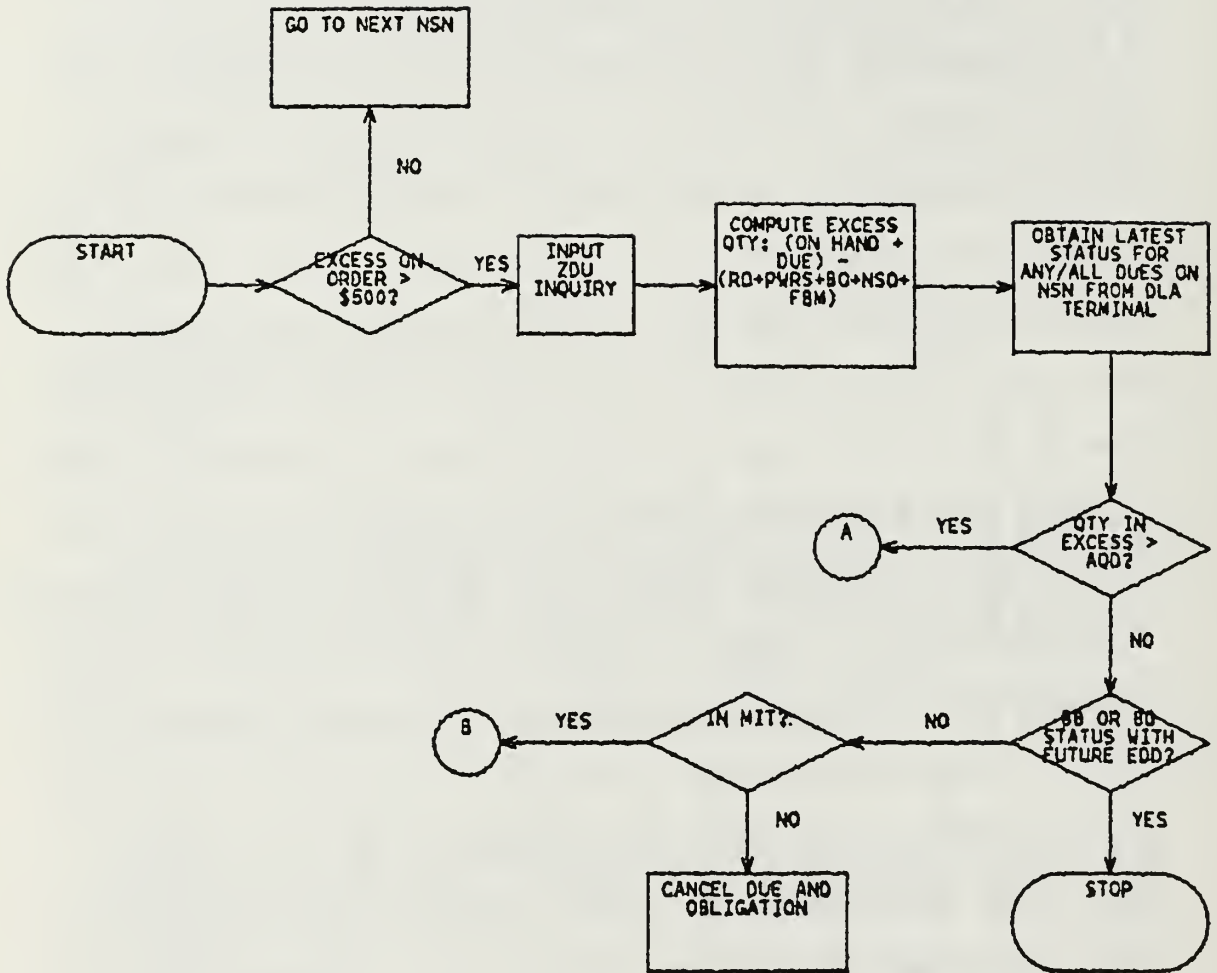 GO TO NEXT NSN
NO
START
EXCESS ON
ORDER >
$500?
YES
INPUT
ZDU
INQUIRY
COMPUTE EXCESS
QTY: (ON HAND +
DUE) -
(RO+PWRS+BO+NSO+
FBM)
OBTAIN LATEST
STATUS FOR
ANY/ALL DUES ON
NSN FROM DLA
TERMINAL
A
YES
QTY IN
EXCESS >
AQD?
NO
B
YES
IN MIT?
NO
BB OR BD
STATUS WITH
FUTURE EDD?
NO
YES
CANCEL DUE AND
OBLIGATION
STOP